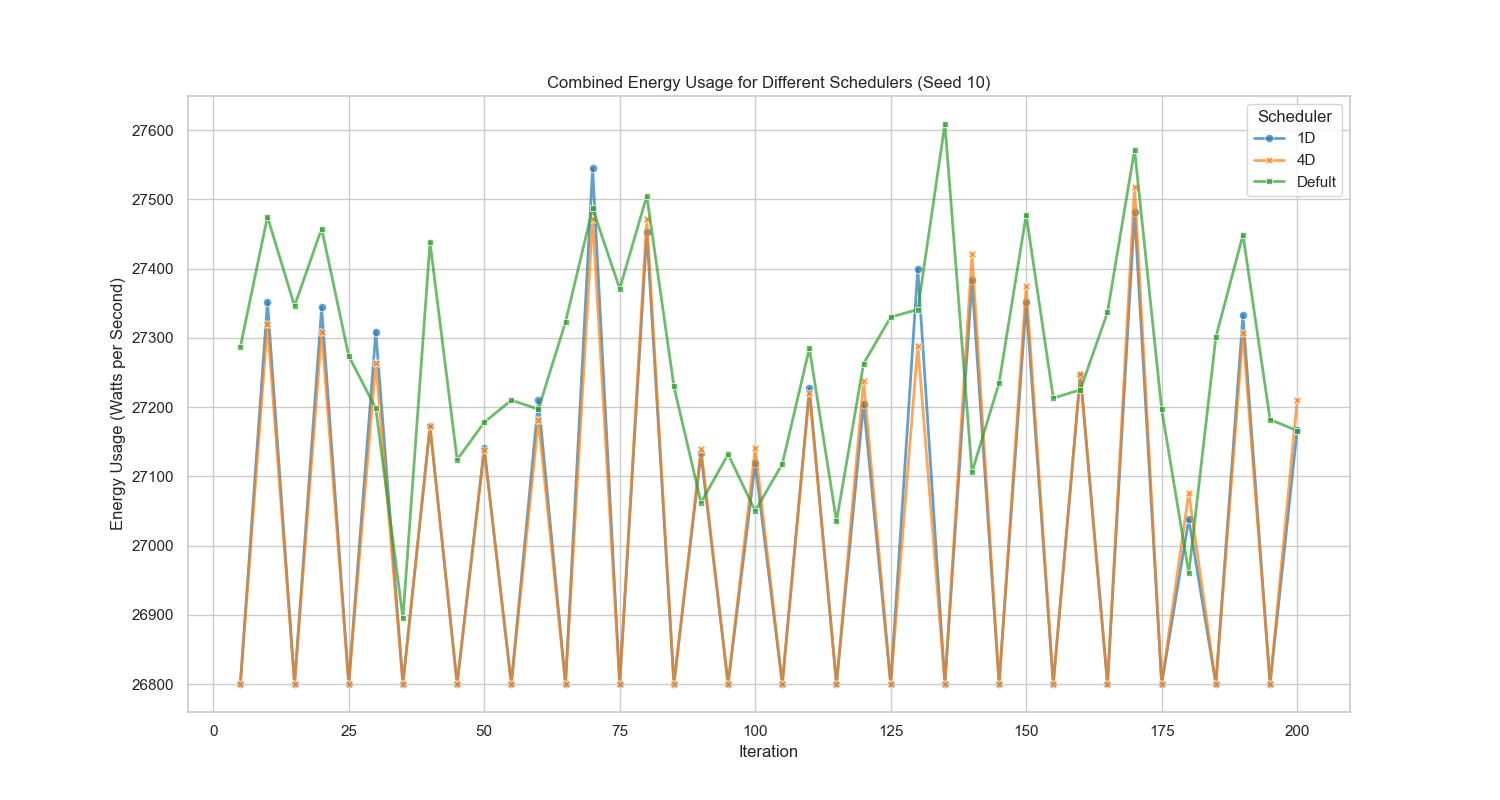 Combined Energy Usage for Different Schedulers (Seed 10)
Scheduler
1D
4D
Defult
Energy Usage (Watts per Second)
27600
27500
27400
27300
27200
27100
27000
26900
26800
0 25 50 75 100 125 150 175 200
Iteration